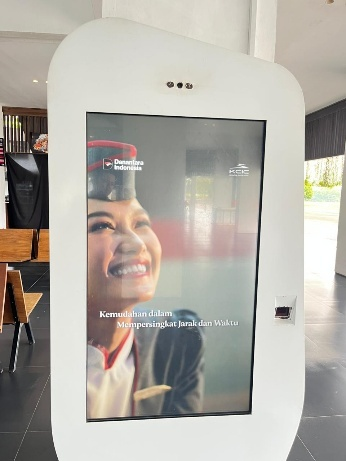 Danantara
Indonesia
KCIC
Kemudahan dalam
Mempersingkat Jarak dan Waktu